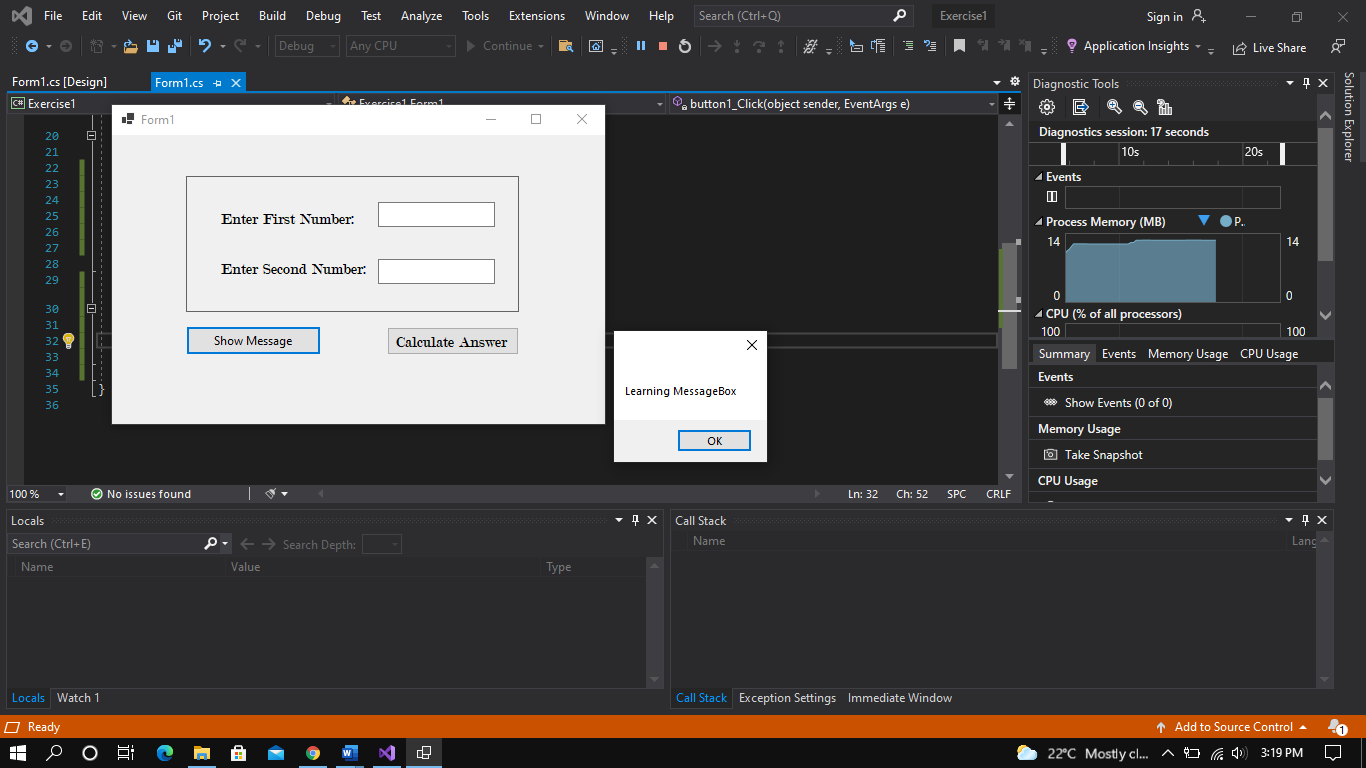 File Edit View Git Project Build Debug Test Analyze Tools Extensions Window Help Search (Ctrl+Q) Exercise1 Sign in
Debug Any CPU Continue Application Insights Live Share
Form1.cs [Design] Form1.cs
Exercise1 Exercise1.Form1 button1_Click(object sender, EventArgs e)
20
21
22
23
24
25
26
27
28
29
30
31
32
33
34
35 }
36
Form1
Enter First Number:
Enter Second Number:
Show Message Calculate Answer
Learning MessageBox
OK
100 % No issues found Ln: 32 Ch: 52 SPC CRLF
Diagnostic Tools
Diagnostics session: 17 seconds
10s 20s
Events
Process Memory (MB) P..
14 14
0 0
CPU (% of all processors)
100 100
Summary Events Memory Usage CPU Usage
Events
Show Events (0 of 0)
Memory Usage
Take Snapshot
CPU Usage
Solution Explorer
Locals
Search (Ctrl+E) Search Depth:
Name Value Type
Locals Watch 1
Call Stack
Name Lang
Call Stack Exception Settings Immediate Window
Ready Add to Source Control 1
22°C Mostly cl... 3:19 PM